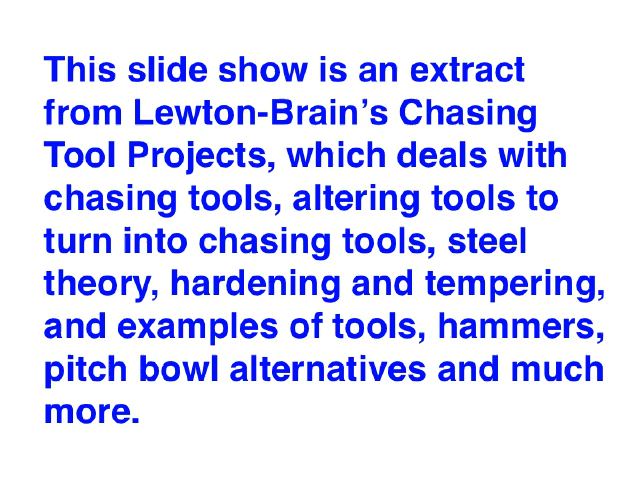 This slide show is an extract
from Lewton-Brain’s Chasing
Tool Projects, which deals with
chasing tools, altering tools to
turn into chasing tools, steel
theory, hardening and tempering,
and examples of tools, hammers,
pitch bowl alternatives and much
more.